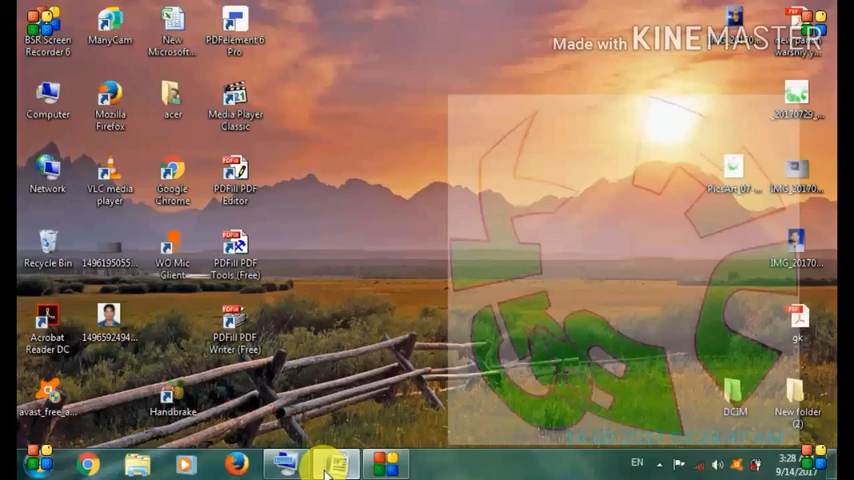 Made with KINEMASTER
BSR Screen
Recorder 6
ManyCam
New
Microsoft...
PDFelement 6
Pro
Computer
Mozilla
Firefox
acer
Media Player
Classic
_20170729_...
Network
VLC media
player
Google
Chrome
PDFill PDF
Editor
PicsArt_07-...
IMG_20170...
Recycle Bin
1496195055...
WO Mic
Client
PDFill PDF
Tools (Free)
IMG_20170...
Acrobat
Reader DC
1496592494...
PDFill PDF
Writer (Free)
gk
avast_free_a...
Handbrake
DCIM
New folder
(2)
EN
9/14/2017